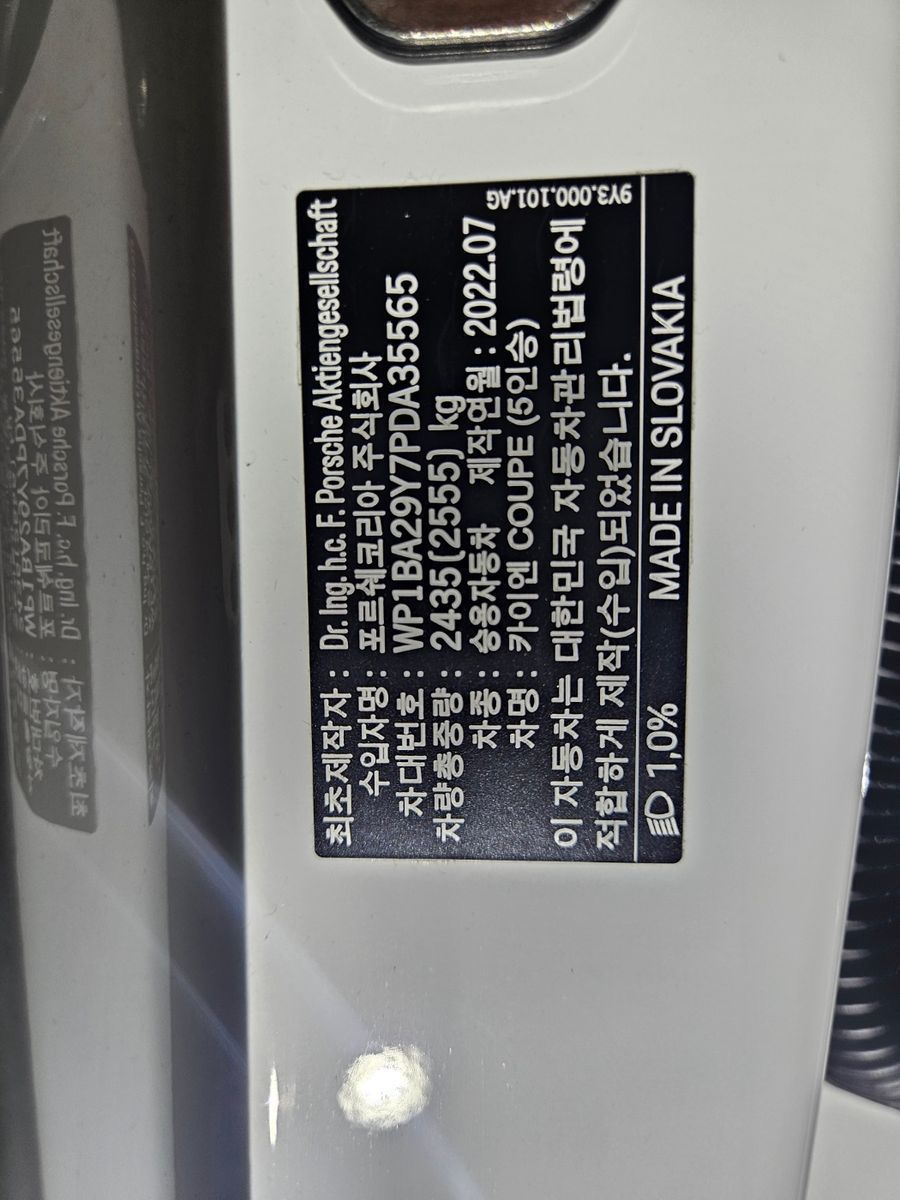 9Y3.000.101.AG
최초제작자 : Dr. Ing. h.c. F. Porsche Aktiengesellschaft
수입자명 : 포르쉐코리아 주식회사
차대번호 : WP1BA29Y7PDA35565
차량총중량 : 2435(2555) kg
차종 : 승용자동차 제작연월 : 2022.07
차명 : 카이엔 COUPE (5인승)
이 자동차는 대한민국 자동차관리법령에
적합하게 제작(수입)되었습니다.
1,0% MADE IN SLOVAKIA